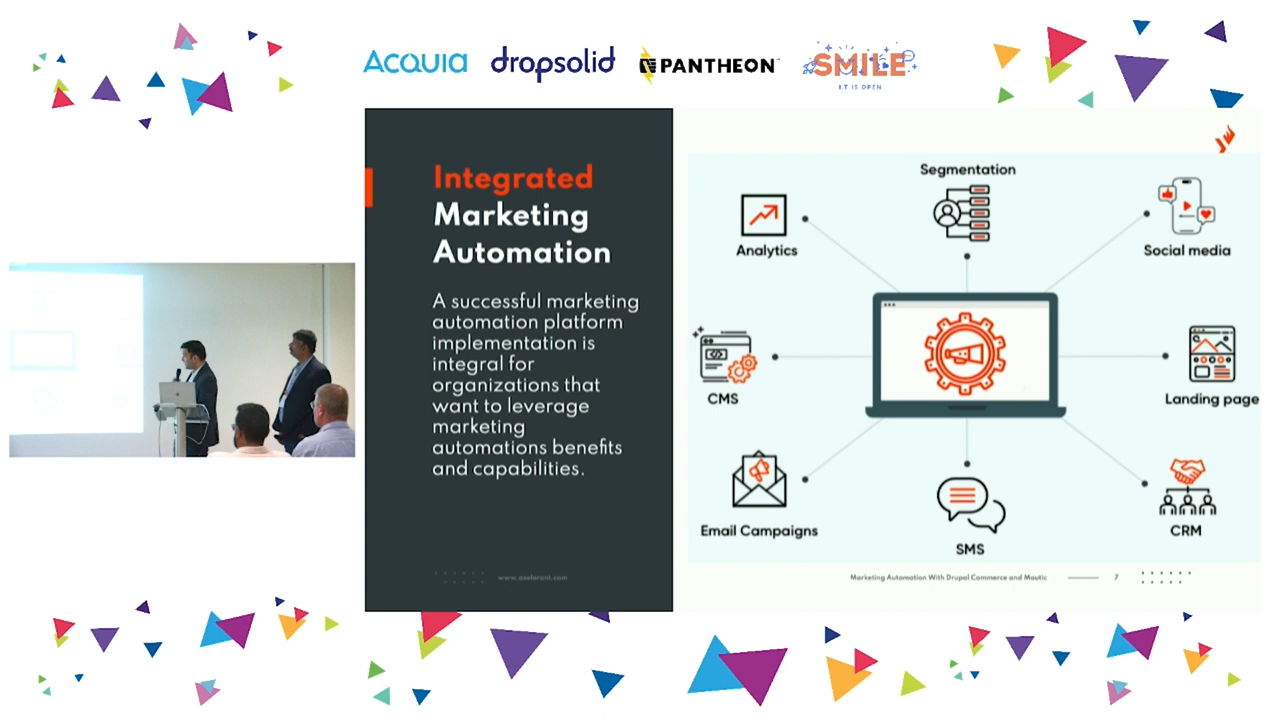 ACQUIA dropsolid PANTHEON SMILE
I.T IS OPEN
Integrated
Marketing
Automation
A successful marketing
automation platform
implementation is
integral for
organizations that
want to leverage
marketing
automations benefits
and capabilities.
www.axelerant.com
Segmentation
Analytics
Social media
CMS
Landing page
Email Campaigns
SMS
CRM
Marketing Automation With Drupal Commerce and Mautic
7